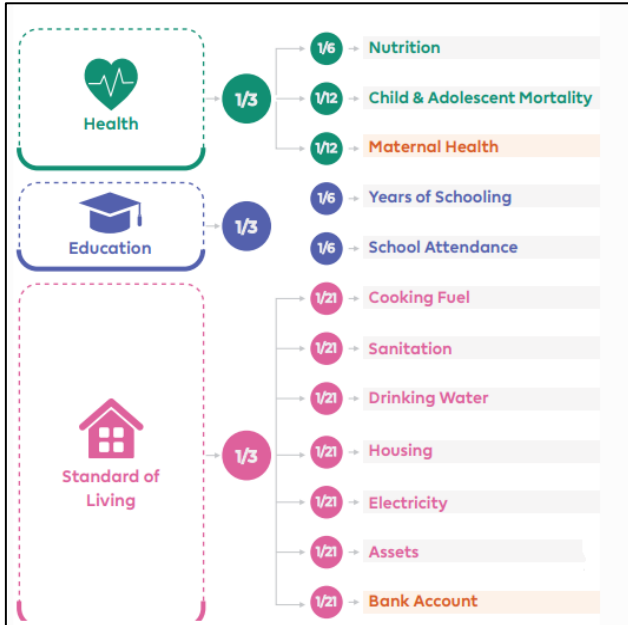 Health
1/3
1/6 Nutrition
1/12 Child & Adolescent Mortality
1/12 Maternal Health
Education
1/3
1/6 Years of Schooling
1/6 School Attendance
Standard of
Living
1/3
1/21 Cooking Fuel
1/21 Sanitation
1/21 Drinking Water
1/21 Housing
1/21 Electricity
1/21 Assets
1/21 Bank Account